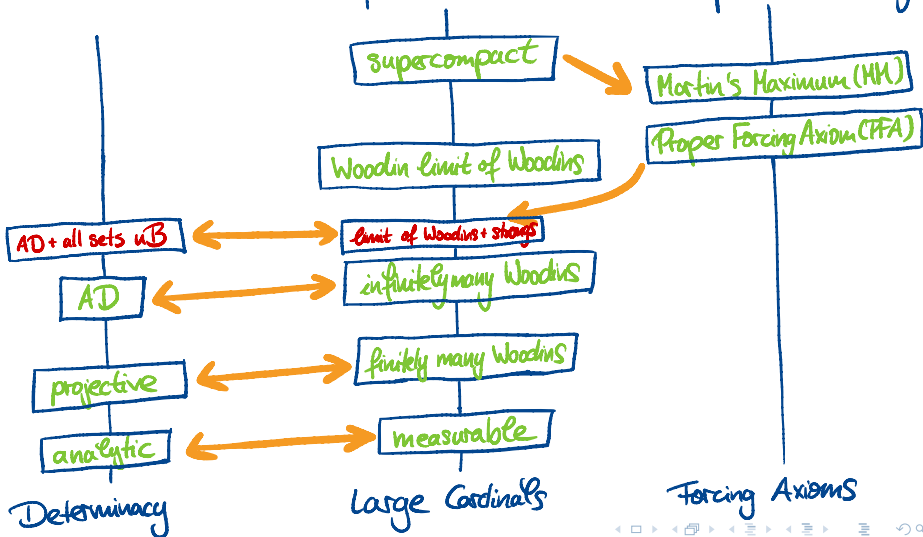 supercompact
Martin's Maximum (MM)
Proper Forcing Axiom (PFA)
Woodin limit of Woodins
AD + all sets uB
limit of Woodins + strongs
AD
infinitely many Woodins
projective
finitely many Woodins
analytic
measurable
Determinacy
Large Cardinals
Forcing Axioms